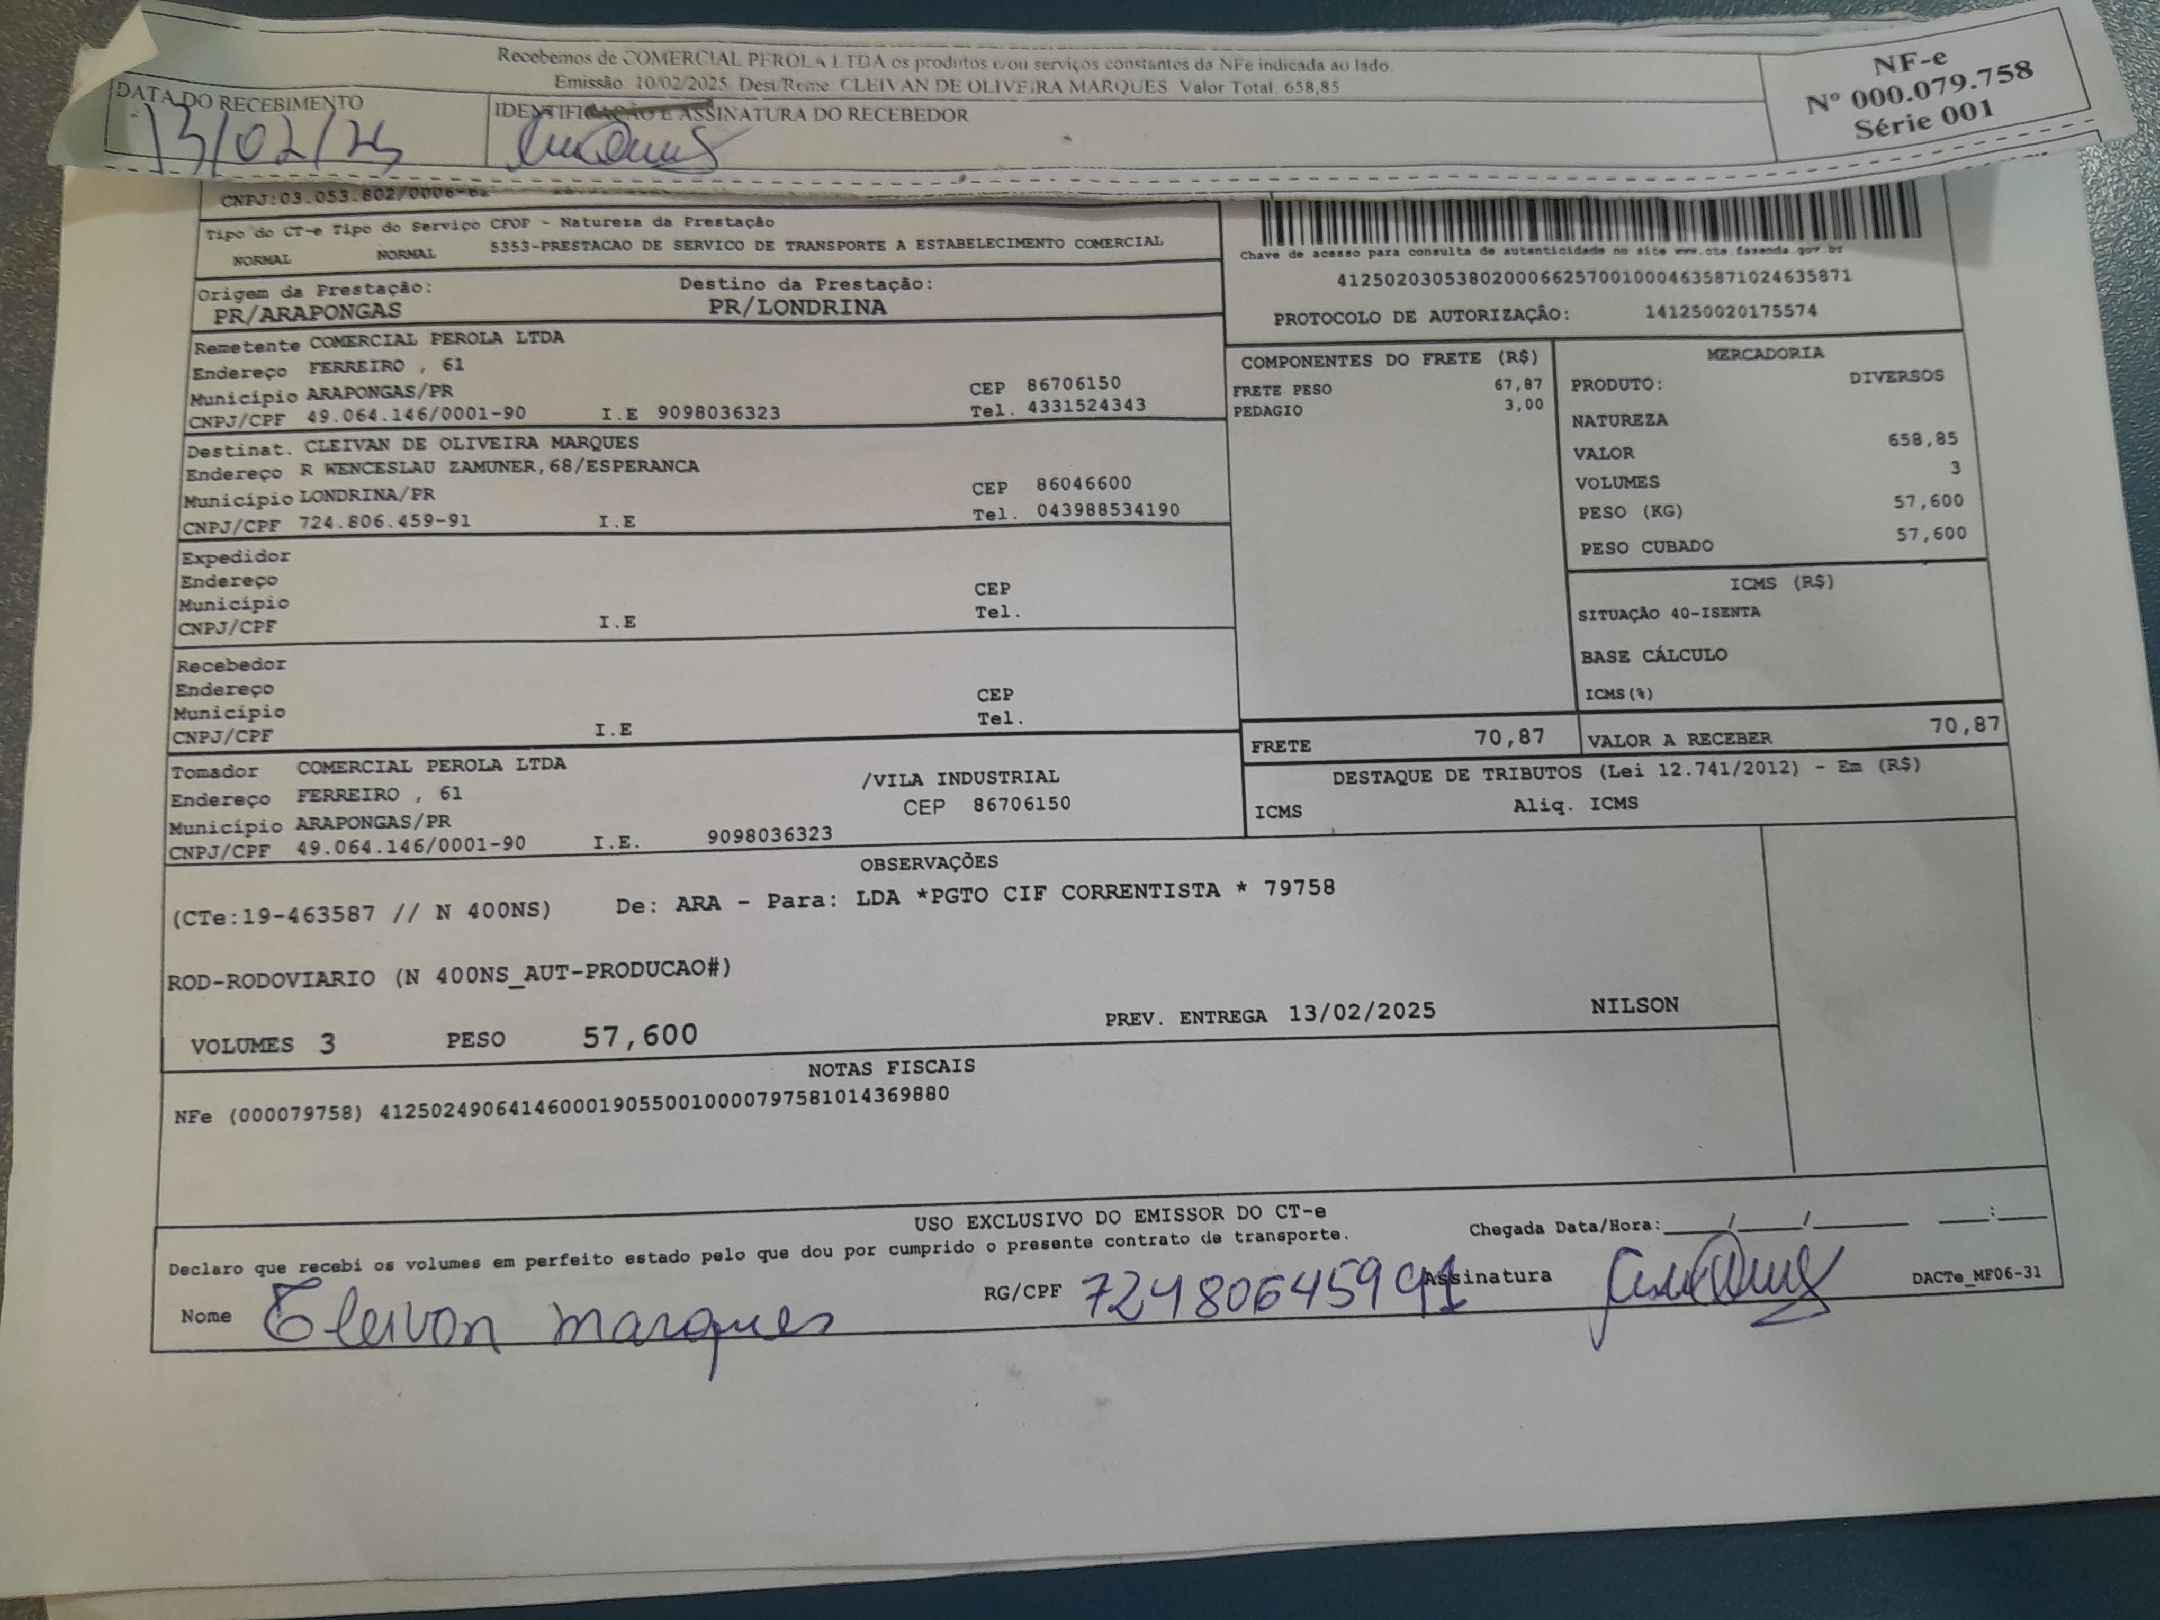 Recebemos de COMERCIAL PEROLA LTDA os produtos e/ou serviços constantes da NFe indicada ao lado.
Emissão: 10/02/2025 Dest/Reme: CLEIVAN DE OLIVEIRA MARQUES Valor Total: 658,85
NF-e
Nº 000.079.758
Série 001
DATA DO RECEBIMENTO
13/02/25
IDENTIFICAÇÃO E ASSINATURA DO RECEBEDOR
CNPJ:03.053.802/0006-62
Tipo do CT-e Tipo do Serviço CFOP - Natureza da Prestação
NORMAL NORMAL 5353-PRESTACAO DE SERVICO DE TRANSPORTE A ESTABELECIMENTO COMERCIAL
Chave de acesso para consulta de autenticidade no site www.cte.fazenda.gov.br
41250203053802000662570010004635871024635871
PROTOCOLO DE AUTORIZAÇÃO: 141250020175574
Origem da Prestação: Destino da Prestação:
PR/ARAPONGAS PR/LONDRINA
Remetente COMERCIAL PEROLA LTDA
Endereço FERREIRO , 61
Município ARAPONGAS/PR CEP 86706150
CNPJ/CPF 49.064.146/0001-90 I.E 9098036323 Tel. 4331524343
Destinat. CLEIVAN DE OLIVEIRA MARQUES
Endereço R WENCESLAU ZAMUNER,68/ESPERANCA
Município LONDRINA/PR CEP 86046600
CNPJ/CPF 724.806.459-91 I.E Tel. 043988534190
Expedidor
Endereço
Município CEP
CNPJ/CPF I.E Tel.
Recebedor
Endereço
Município CEP
CNPJ/CPF I.E Tel.
Tomador COMERCIAL PEROLA LTDA /VILA INDUSTRIAL
Endereço FERREIRO , 61 CEP 86706150
Município ARAPONGAS/PR
CNPJ/CPF 49.064.146/0001-90 I.E. 9098036323
COMPONENTES DO FRETE (R$)
FRETE PESO 67,87
PEDAGIO 3,00
MERCADORIA
PRODUTO: DIVERSOS
NATUREZA
VALOR 658,85
VOLUMES 3
PESO (KG) 57,600
PESO CUBADO 57,600
ICMS (R$)
SITUAÇÃO 40-ISENTA
BASE CÁLCULO
ICMS(%)
FRETE 70,87 VALOR A RECEBER 70,87
DESTAQUE DE TRIBUTOS (Lei 12.741/2012) - Em (R$)
ICMS Aliq. ICMS
OBSERVAÇÕES
(CTe:19-463587 // N 400NS) De: ARA - Para: LDA *PGTO CIF CORRENTISTA * 79758
ROD-RODOVIARIO (N 400NS_AUT-PRODUCAO#)
VOLUMES 3 PESO 57,600 PREV. ENTREGA 13/02/2025 NILSON
NOTAS FISCAIS
NFe (000079758) 41250249064146000190550010000797581014369880
USO EXCLUSIVO DO EMISSOR DO CT-e
Declaro que recebi os volumes em perfeito estado pelo que dou por cumprido o presente contrato de transporte. Chegada Data/Hora:____/____/______ ___:___
Nome Cleivan marques RG/CPF 72480645991 Assinatura DACTe_MF06-31